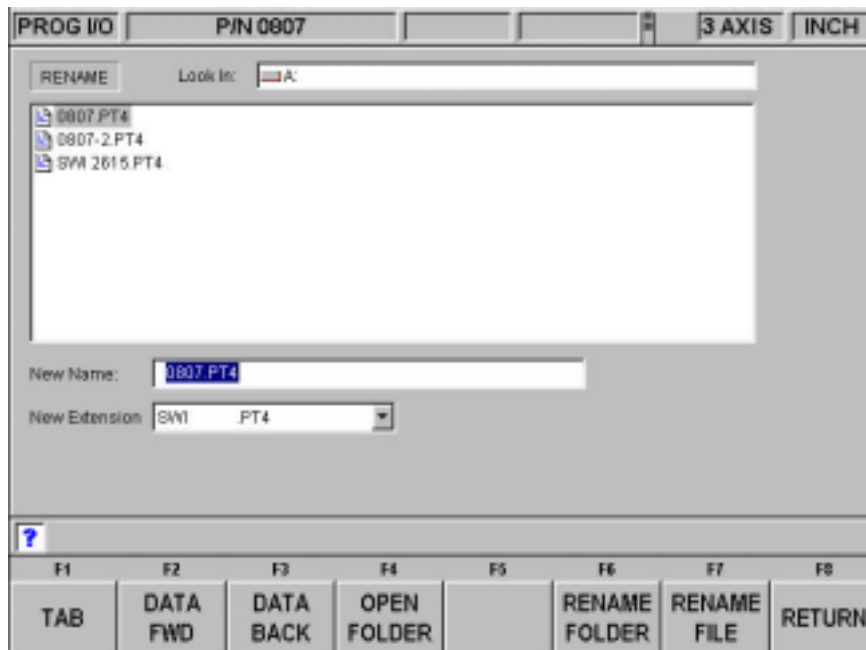 PROG I/O P/N 0807 3 AXIS INCH
RENAME Look In: A:
0807.PT4
0807-2.PT4
SWI 2615.PT4
New Name: 0807.PT4
New Extension SWI .PT4
?
F1 F2 F3 F4 F5 F6 F7 F8
TAB DATA FWD DATA BACK OPEN FOLDER RENAME FOLDER RENAME FILE RETURN